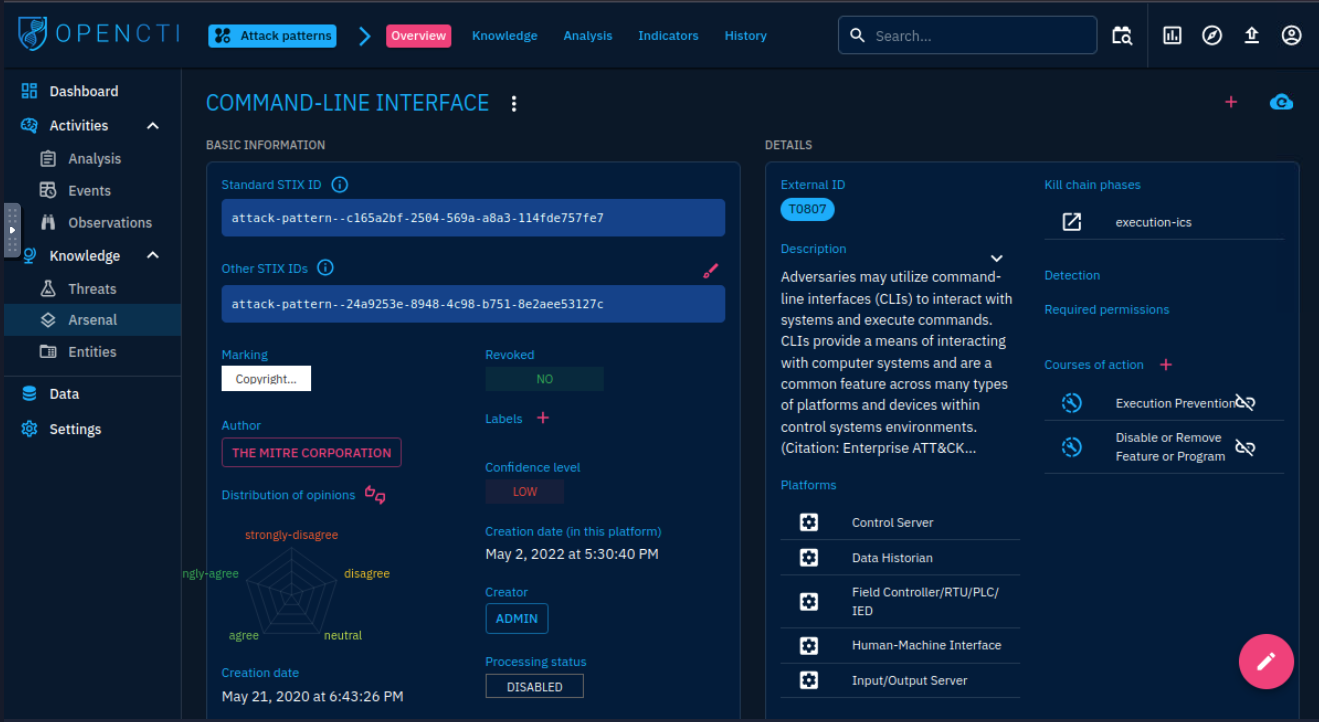 OPENCTI
Attack patterns
Overview
Knowledge
Analysis
Indicators
History
Search...
Dashboard
Activities
Analysis
Events
Observations
Knowledge
Threats
Arsenal
Entities
Data
Settings
COMMAND-LINE INTERFACE
BASIC INFORMATION
Standard STIX ID
attack-pattern--c165a2bf-2504-569a-a8a3-114fde757fe7
Other STIX IDs
attack-pattern--24a9253e-8948-4c98-b751-8e2aee53127c
Marking
Copyright...
Revoked
NO
Labels
Author
THE MITRE CORPORATION
Confidence level
LOW
Distribution of opinions
strongly-disagree
ngly-agree
disagree
agree
neutral
Creation date (in this platform)
May 2, 2022 at 5:30:40 PM
Creator
ADMIN
Creation date
May 21, 2020 at 6:43:26 PM
Processing status
DISABLED
DETAILS
External ID
T0807
Description
Adversaries may utilize command-
line interfaces (CLIs) to interact with
systems and execute commands.
CLIs provide a means of interacting
with computer systems and are a
common feature across many types
of platforms and devices within
control systems environments.
(Citation: Enterprise ATT&CK...
Platforms
Control Server
Data Historian
Field Controller/RTU/PLC/
IED
Human-Machine Interface
Input/Output Server
Kill chain phases
execution-ics
Detection
Required permissions
Courses of action
Execution Prevention
Disable or Remove
Feature or Program